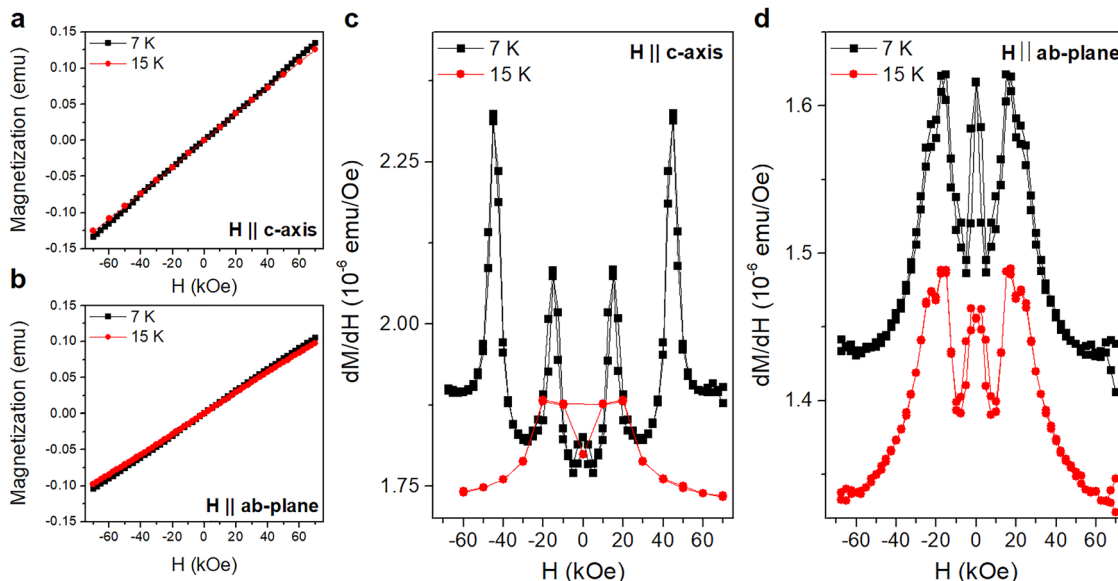 a
7 K
15 K
Magnetization (emu)
0.15
0.10
0.05
0.00
-0.05
-0.10
-0.15
H || c-axis
-60 -40 -20 0 20 40 60
H (kOe)
b
7 K
15 K
Magnetization (emu)
0.15
0.10
0.05
0.00
-0.05
-0.10
-0.15
H || ab-plane
-60 -40 -20 0 20 40 60
H (kOe)
c
7 K
15 K
H || c-axis
dM/dH (10⁻⁶ emu/Oe)
2.25
2.00
1.75
-60 -40 -20 0 20 40 60
H (kOe)
d
7 K
15 K
H || ab-plane
dM/dH (10⁻⁶ emu/Oe)
1.6
1.5
1.4
-60 -40 -20 0 20 40 60
H (kOe)